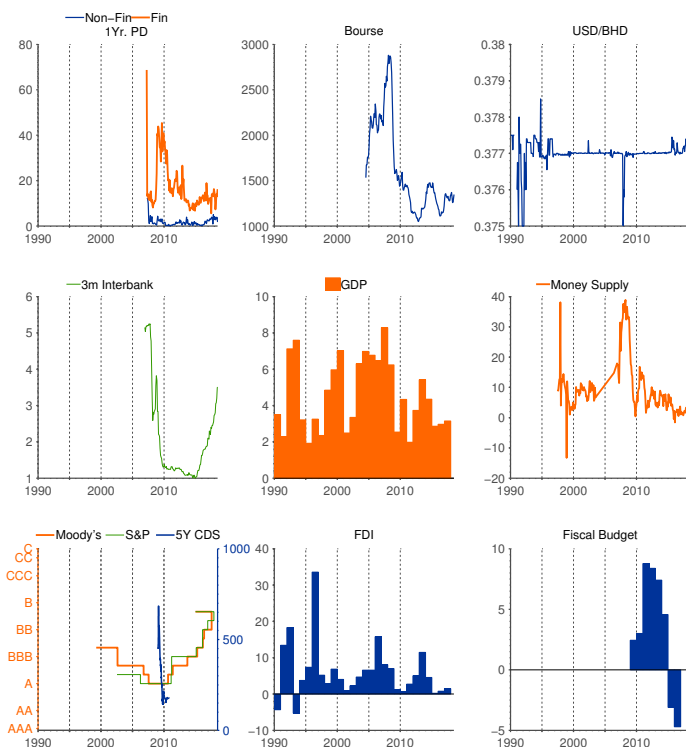 Non-Fin Fin
1Yr. PD
80
60
40
20
0
1990 2000 2010
Bourse
3000
2500
2000
1500
1000
1990 2000 2010
USD/BHD
0.38
0.378
0.377
0.376
0.375
1990 2000 2010
3m Interbank
6
5
4
3
2
1
1990 2000 2010
GDP
10
8
6
4
2
0
1990 2000 2010
Money Supply
40
30
20
10
0
-10
-20
1990 2000 2010
Moody's S&P 5Y CDS
C
CC
CCC
B
BB
BBB
A
AA
AAA
1000
500
0
1990 2000 2010
FDI
40
30
20
10
0
-10
1990 2000 2010
Fiscal Budget
10
5
0
-5
1990 2000 2010